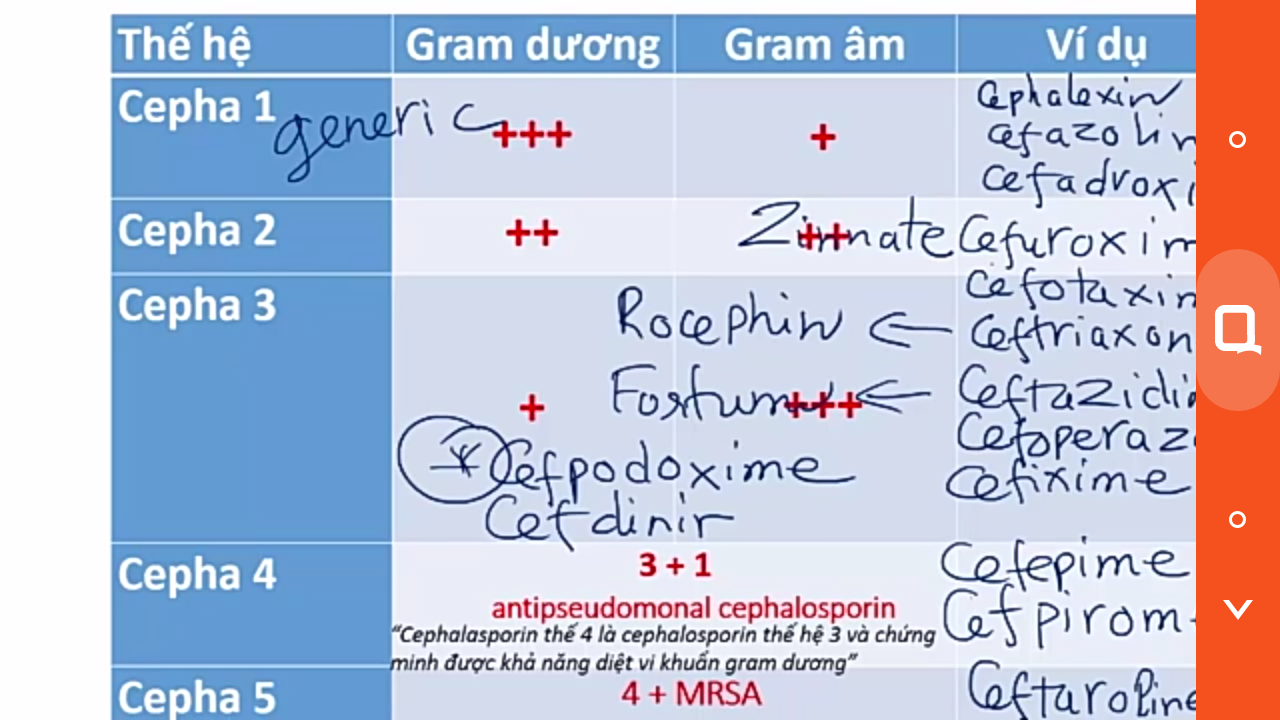 Thế hệ Gram dương Gram âm Ví dụ
Cepha 1 generic +++ + Cephalexin
Cefazolin
Cefadroxi
Cepha 2 ++ ++ Zinnate Cefuroxim
Cefotaxim
Cepha 3 Rocephin ← Ceftriaxon
+ Fortum +++ ← Ceftazidi
Cefoperaz
Cefpodoxime Cefixime
Cefdinir
Cepha 4 3 + 1 Cefepime
antipseudomonal cephalosporin Cefpirom
“Cephalasporin thế 4 là cephalosporin thế hệ 3 và chứng
minh được khả năng diệt vi khuẩn gram dương”
Cepha 5 4 + MRSA Ceftaroline